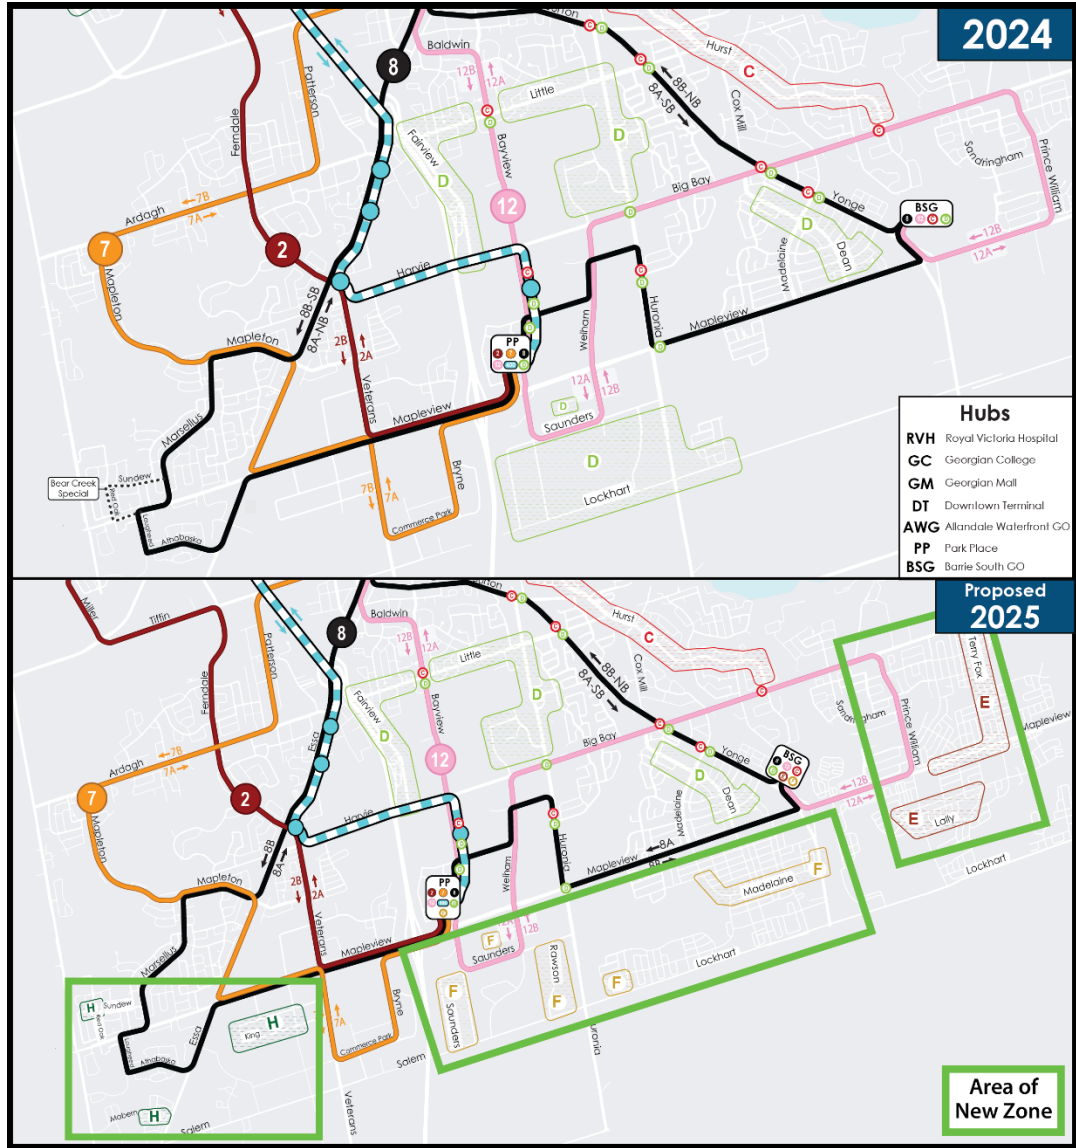 2024
Baldwin
8
12B
12A
Little
Hurst
C
8B-NB
8A-SB
Cox Mill
Patterson
Ferndale
Fairview
D
D
Bayview
12
Big Bay
Sandringham
Prince William
Yonge
BSG
D
Dean
Madelaine
12B
12A
7B
7A
Ardagh
7
Mapleton
2
Harvie
8B-SB
8A-NB
Mapleton
2B
2A
PP
Huronia
Welham
Mapleview
Veterans
Mapleview
12A
12B
Saunders
D
D
Lockhart
Marsellus
Bear Creek
Special
Sundew
Red Oak
Lougheed
Athabaska
7B
7A
Bryne
Commerce Park
Hubs
RVH Royal Victoria Hospital
GC Georgian College
GM Georgian Mall
DT Downtown Terminal
AWG Allandale Waterfront GO
PP Park Place
BSG Barrie South GO
Proposed
2025
Miller
Tiffin
Patterson
Ferndale
8
Baldwin
12B
12A
Little
Hurst
C
8B-NB
8A-SB
Cox Mill
Fairview
D
D
Bayview
12
Big Bay
Sandringham
Prince William
Terry Fox
E
Mapleview
Yonge
BSG
D
Dean
Madelaine
12B
12A
E
Lally
Lockhart
Essa
7B
7A
Ardagh
7
Mapleton
2
Harvie
8B
8A
Mapleton
2B
2A
PP
Huronia
Welham
8A
Mapleview
Madelaine
F
Veterans
Mapleview
12B
F
Saunders
Lockhart
Rawson
F
F
F
Saunders
Marsellus
H
Sundew
Red Oak
Essa
King
H
Lougheed
Athabaska
7A
Bryne
Commerce Park
Salem
Mabern
H
Salem
Veterans
Area of
New Zone